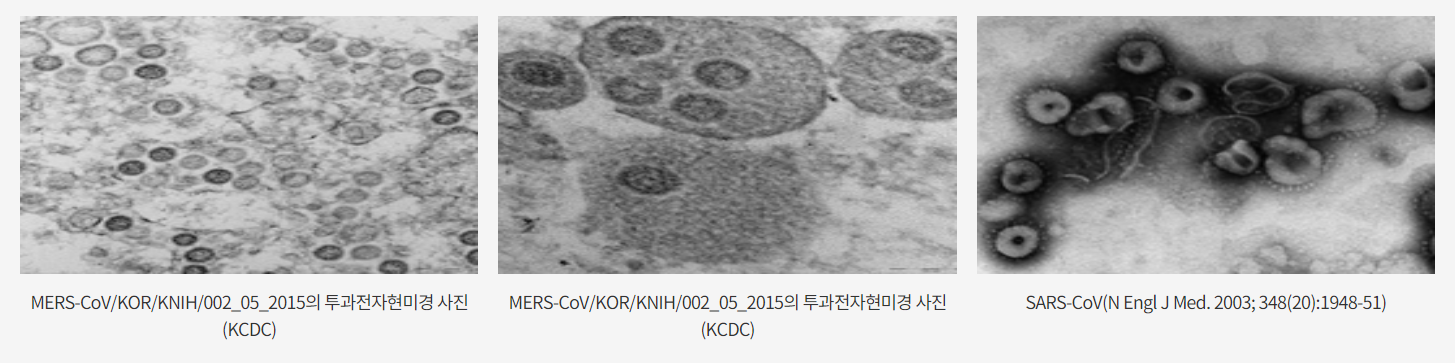 MERS-CoV/KOR/KNIH/002_05_2015의 투과전자현미경 사진
(KCDC)
MERS-CoV/KOR/KNIH/002_05_2015의 투과전자현미경 사진
(KCDC)
SARS-CoV(N Engl J Med. 2003; 348(20):1948-51)